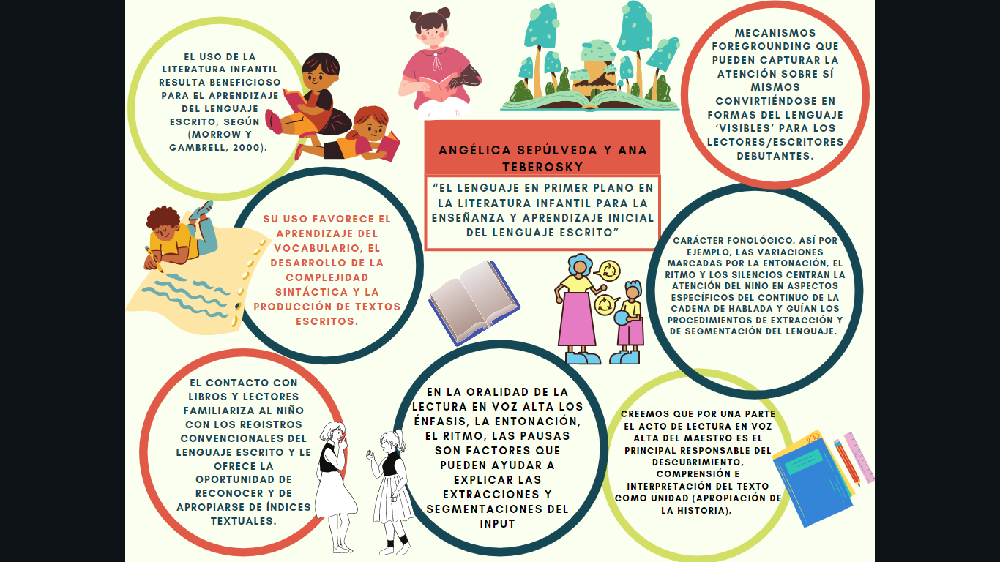 EL USO DE LA
LITERATURA INFANTIL
RESULTA BENEFICIOSO
PARA EL APRENDIZAJE
DEL LENGUAJE
ESCRITO, SEGÚN
(MORROW Y
GAMBRELL, 2000).
MECANISMOS
FOREGROUNDING QUE
PUEDEN CAPTURAR LA
ATENCIÓN SOBRE SÍ
MISMOS
CONVIRTIÉNDOSE EN
FORMAS DEL LENGUAJE
‘VISIBLES’ PARA LOS
LECTORES/ESCRITORES
DEBUTANTES.
ANGÉLICA SEPÚLVEDA Y ANA
TEBEROSKY
“EL LENGUAJE EN PRIMER PLANO EN
LA LITERATURA INFANTIL PARA LA
ENSEÑANZA Y APRENDIZAJE INICIAL
DEL LENGUAJE ESCRITO”
SU USO FAVORECE EL
APRENDIZAJE DEL
VOCABULARIO, EL
DESARROLLO DE LA
COMPLEJIDAD
SINTÁCTICA Y LA
PRODUCCIÓN DE TEXTOS
ESCRITOS.
CARÁCTER FONOLÓGICO, ASÍ POR
EJEMPLO, LAS VARIACIONES
MARCADAS POR LA ENTONACIÓN, EL
RITMO Y LOS SILENCIOS CENTRAN LA
ATENCIÓN DEL NIÑO EN ASPECTOS
ESPECÍFICOS DEL CONTINUO DE LA
CADENA DE HABLADA Y GUÍAN LOS
PROCEDIMIENTOS DE EXTRACCIÓN Y
DE SEGMENTACIÓN DEL LENGUAJE.
EL CONTACTO CON
LIBROS Y LECTORES
FAMILIARIZA AL NIÑO
CON LOS REGISTROS
CONVENCIONALES DEL
LENGUAJE ESCRITO Y LE
OFRECE LA
OPORTUNIDAD DE
RECONOCER Y DE
APROPIARSE DE ÍNDICES
TEXTUALES.
EN LA ORALIDAD DE LA
LECTURA EN VOZ ALTA LOS
ÉNFASIS, LA ENTONACIÓN,
EL RITMO, LAS PAUSAS
SON FACTORES QUE
PUEDEN AYUDAR A
EXPLICAR LAS
EXTRACCIONES Y
SEGMENTACIONES DEL
INPUT
CREEMOS QUE POR UNA PARTE
EL ACTO DE LECTURA EN VOZ
ALTA DEL MAESTRO ES EL
PRINCIPAL RESPONSABLE DEL
DESCUBRIMIENTO,
COMPRENSIÓN E
INTERPRETACIÓN DEL TEXTO
COMO UNIDAD (APROPIACIÓN DE
LA HISTORIA),